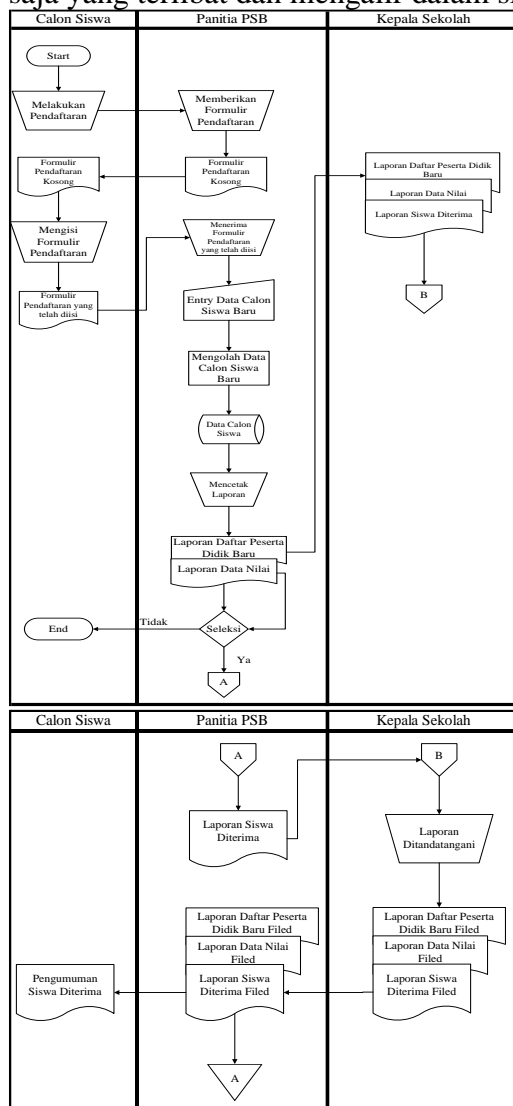 saja yang terlibat dan mengalir dalam si
Calon Siswa
Panitia PSB
Kepala Sekolah
Start
Melakukan
Pendaftaran
Memberikan
Formulir
Pendaftaran
Formulir
Pendaftaran
Kosong
Formulir
Pendaftaran
Kosong
Laporan Daftar Peserta Didik
Baru
Laporan Data Nilai
Laporan Siswa Diterima
B
Mengisi
Formulir
Pendaftaran
Menerima
Formulir
Pendaftaran
yang telah diisi
Formulir
Pendaftaran yang
telah diisi
Entry Data Calon
Siswa Baru
Mengolah Data
Calon Siswa
Baru
Data Calon
Siswa
Mencetak
Laporan
Laporan Daftar Peserta
Didik Baru
Laporan Data Nilai
End
Tidak
Seleksi
Ya
A
Calon Siswa
Panitia PSB
Kepala Sekolah
A
B
Laporan Siswa
Diterima
Laporan
Ditandatangani
Laporan Daftar Peserta
Didik Baru Filed
Laporan Data Nilai
Filed
Laporan Siswa
Diterima Filed
Laporan Daftar Peserta
Didik Baru Filed
Laporan Data Nilai
Filed
Laporan Siswa
Diterima Filed
Pengumuman
Siswa Diterima
A